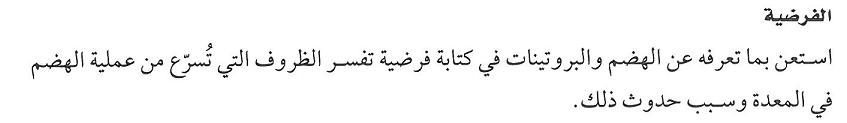 الفرضية
استعن بما تعرفه عن الهضم والبروتينات في كتابة فرضية تفسر الظروف التي تُسرّع من عملية الهضم
في المعدة وسبب حدوث ذلك.